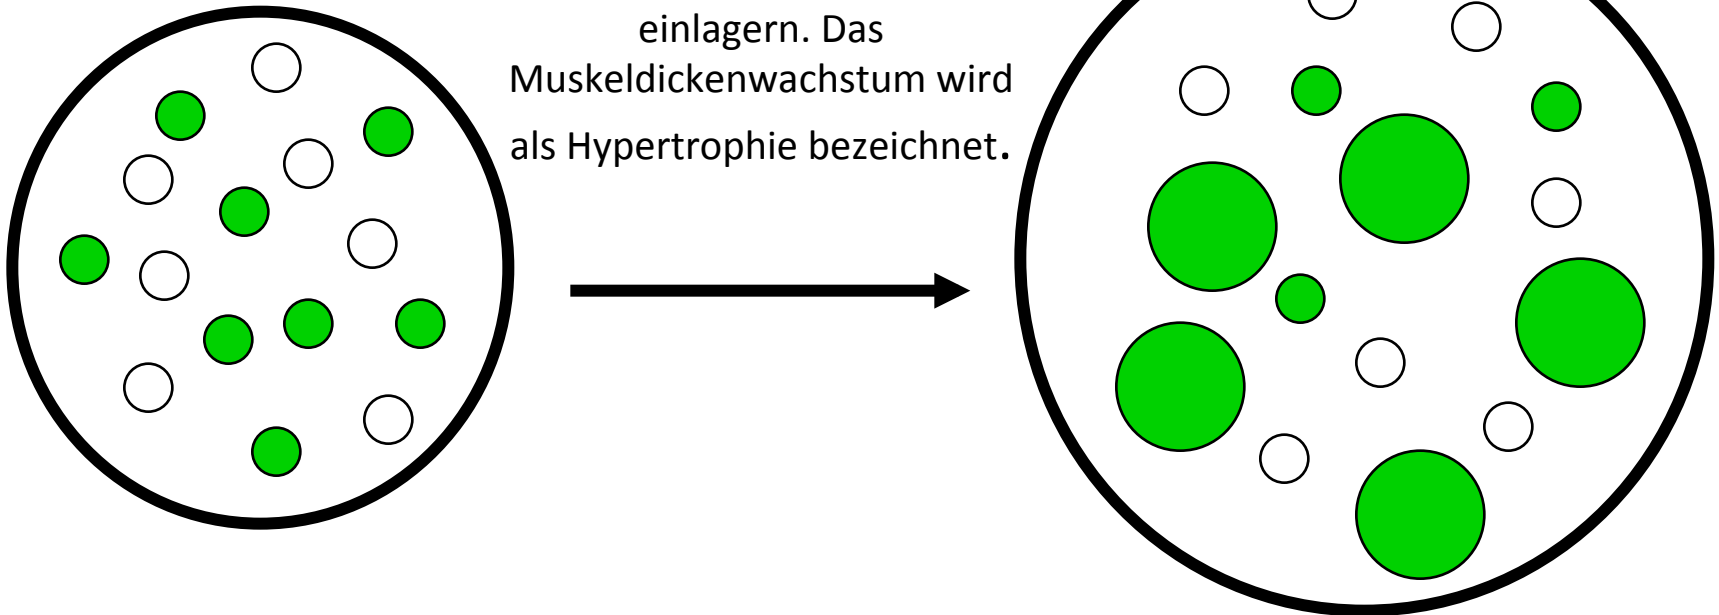 einlagern. Das
Muskeldickenwachstum wird
als Hypertrophie bezeichnet.